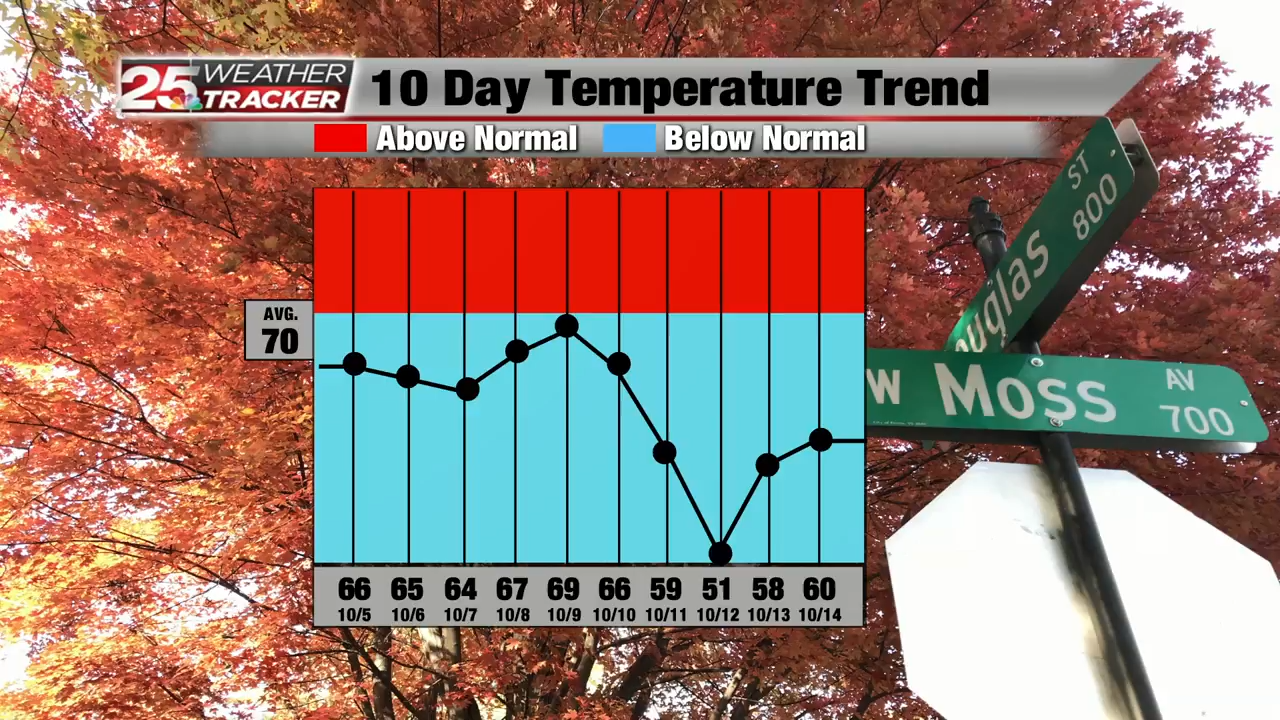 25 WEATHER TRACKER
10 Day Temperature Trend
Above Normal Below Normal
AVG.
70
66 65 64 67 69 66 59 51 58 60
10/5 10/6 10/7 10/8 10/9 10/10 10/11 10/12 10/13 10/14
ST
800
W MOSS AV
700